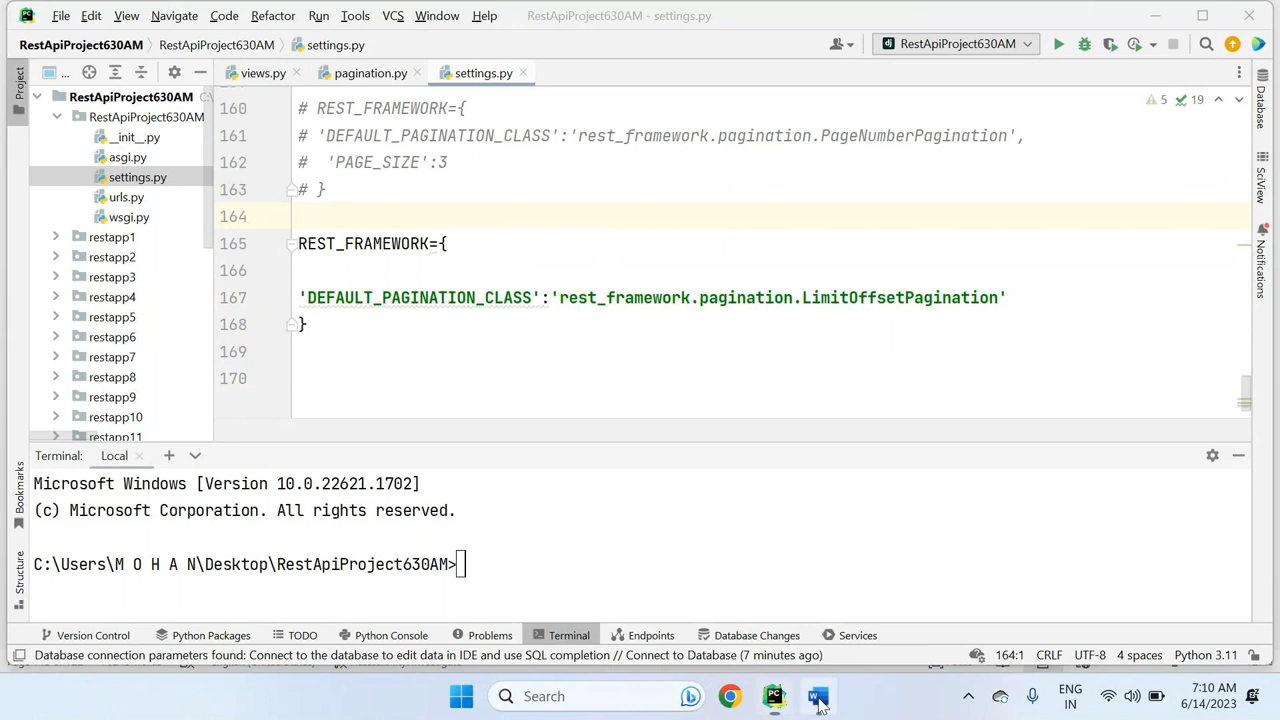 File Edit View Navigate Code Refactor Run Tools VCS Window Help RestApiProject630AM - settings.py
RestApiProject630AM RestApiProject630AM settings.py RestApiProject630AM
Project
... views.py pagination.py settings.py
RestApiProject630AM C:\
RestApiProject630AM
__init__.py
asgi.py
settings.py
urls.py
wsgi.py
restapp1
restapp2
restapp3
restapp4
restapp5
restapp6
restapp7
restapp8
restapp9
restapp10
restapp11
5 19
160 # REST_FRAMEWORK={
161 # 'DEFAULT_PAGINATION_CLASS':'rest_framework.pagination.PageNumberPagination',
162 #  'PAGE_SIZE':3
163 # }
164
165 REST_FRAMEWORK={
166
167 'DEFAULT_PAGINATION_CLASS':'rest_framework.pagination.LimitOffsetPagination'
168 }
169
170
Database
SciView
Notifications
Terminal: Local
Microsoft Windows [Version 10.0.22621.1702]
(c) Microsoft Corporation. All rights reserved.
C:\Users\M O H A N\Desktop\RestApiProject630AM>
Bookmarks
Structure
Version Control Python Packages TODO Python Console Problems Terminal Endpoints Database Changes Services
Database connection parameters found: Connect to the database to edit data in IDE and use SQL completion // Connect to Database (7 minutes ago) 164:1 CRLF UTF-8 4 spaces Python 3.11
Search ENG IN 7:10 AM 6/14/2023